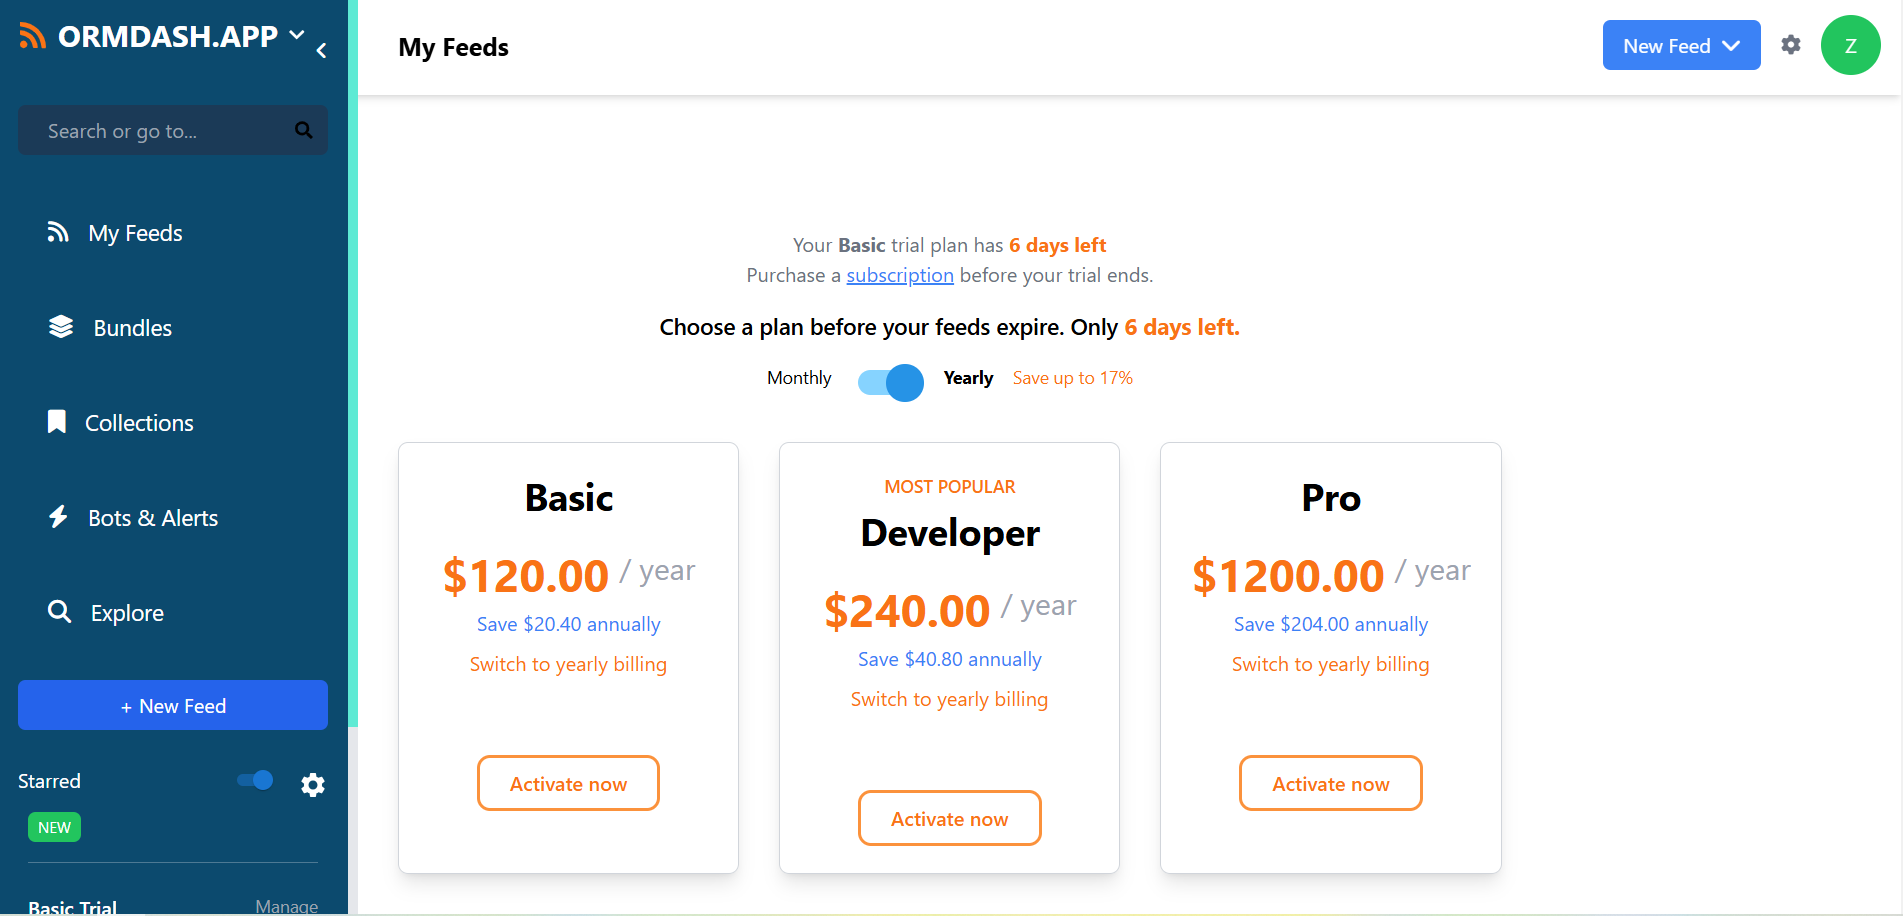 ORMDASH.APP
Search or go to...
My Feeds
Bundles
Collections
Bots & Alerts
Explore
+ New Feed
Starred
NEW
Basic Trial
Manage
My Feeds
New Feed
Z
Your Basic trial plan has 6 days left
Purchase a subscription before your trial ends.
Choose a plan before your feeds expire. Only 6 days left.
Monthly
Yearly
Save up to 17%
Basic
$120.00 / year
Save $20.40 annually
Switch to yearly billing
Activate now
MOST POPULAR
Developer
$240.00 / year
Save $40.80 annually
Switch to yearly billing
Activate now
Pro
$1200.00 / year
Save $204.00 annually
Switch to yearly billing
Activate now